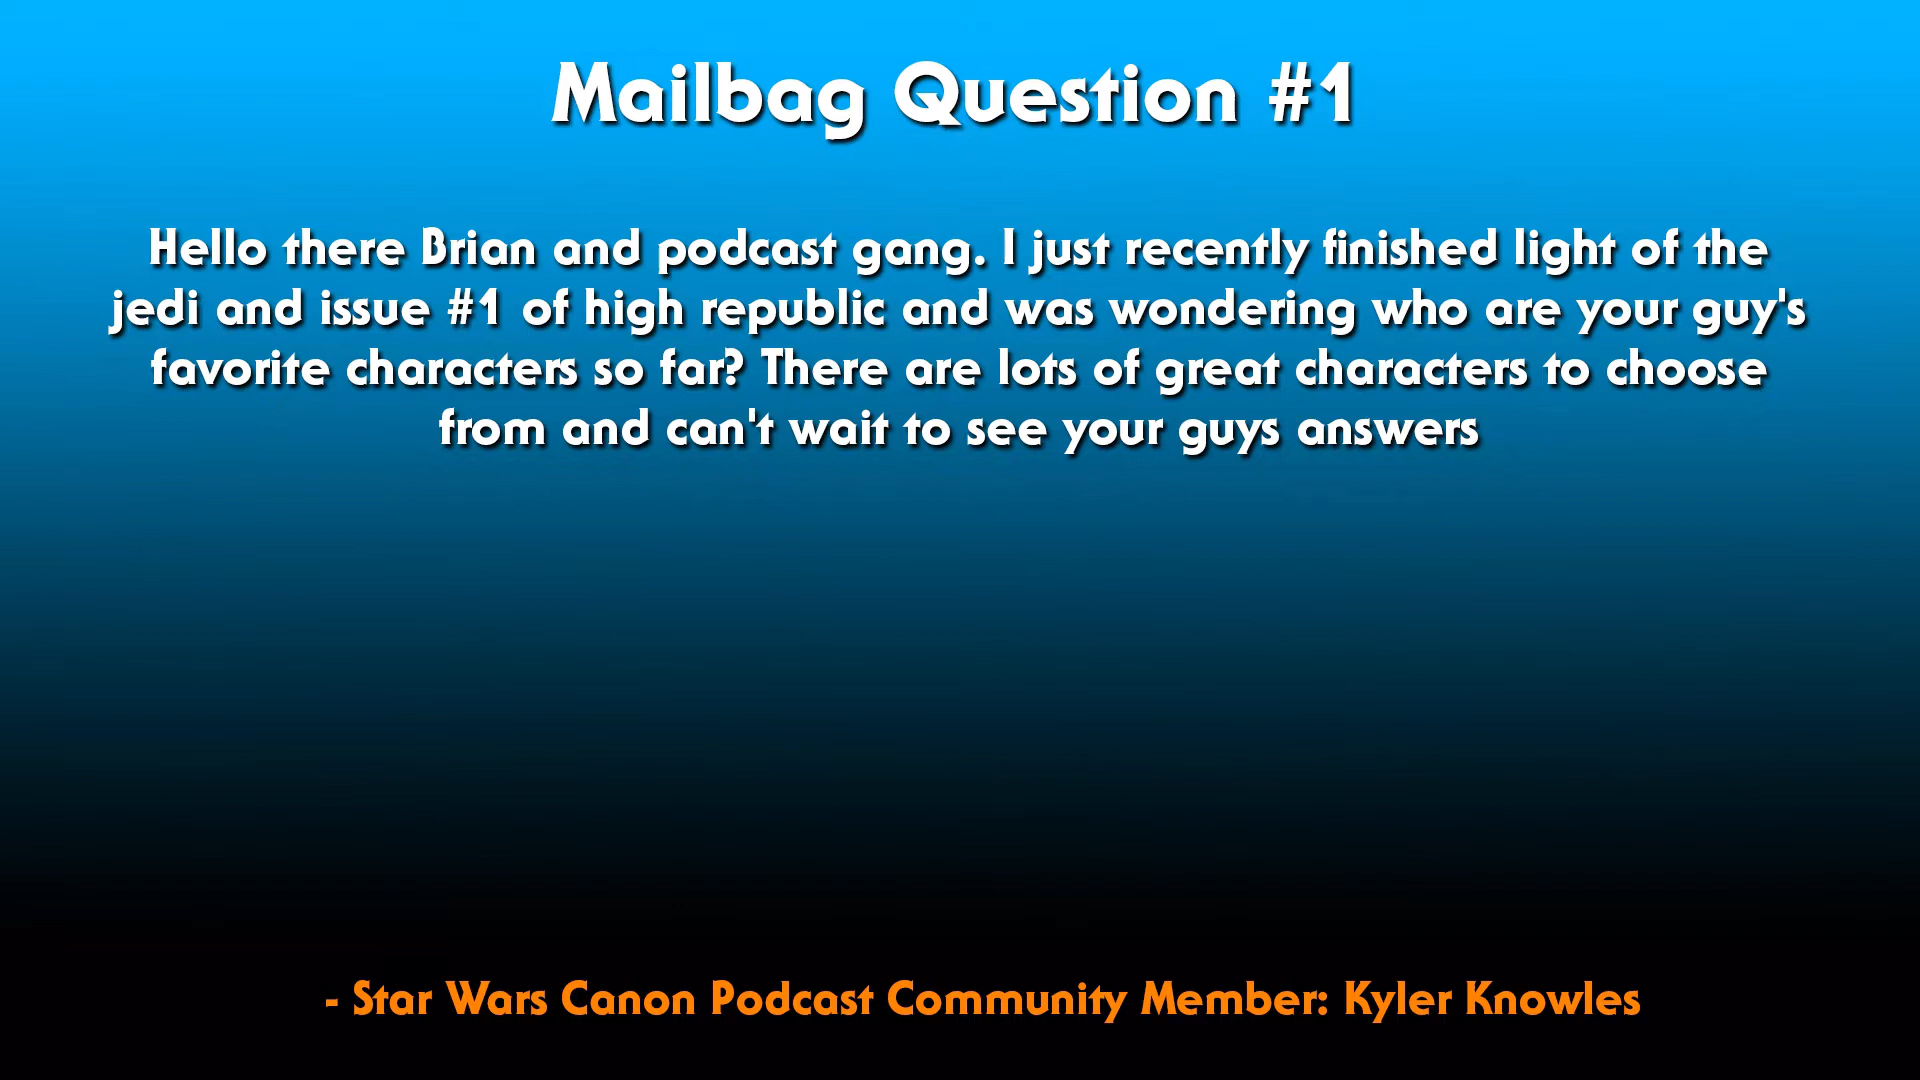 Mailbag Question #1
Hello there Brian and podcast gang. I just recently finished light of the
jedi and issue #1 of high republic and was wondering who are your guy's
favorite characters so far? There are lots of great characters to choose
from and can't wait to see your guys answers
- Star Wars Canon Podcast Community Member: Kyler Knowles